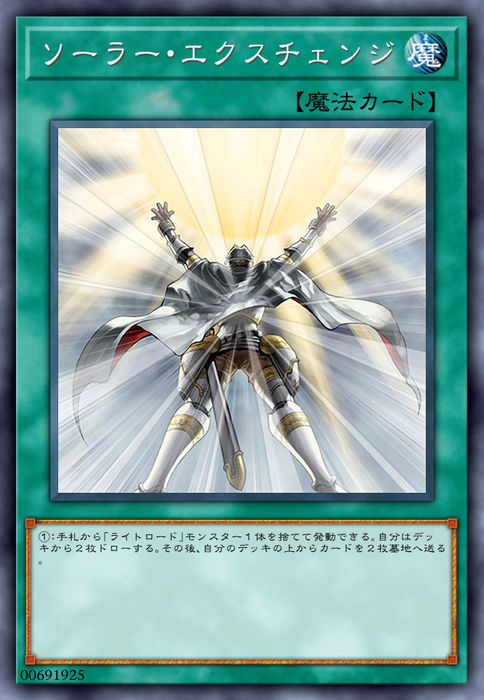 ソーラー・エクスチェンジ 魔
【魔法カード】
①:手札から「ライトロード」モンスター１体を捨てて発動できる。自分はデッ
キから２枚ドローする。その後、自分のデッキの上からカードを２枚墓地へ送る
。
00691925